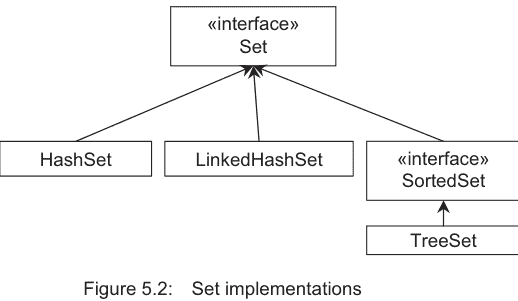 «interface»
Set
HashSet
LinkedHashSet
«interface»
SortedSet
TreeSet
Figure 5.2: Set implementations